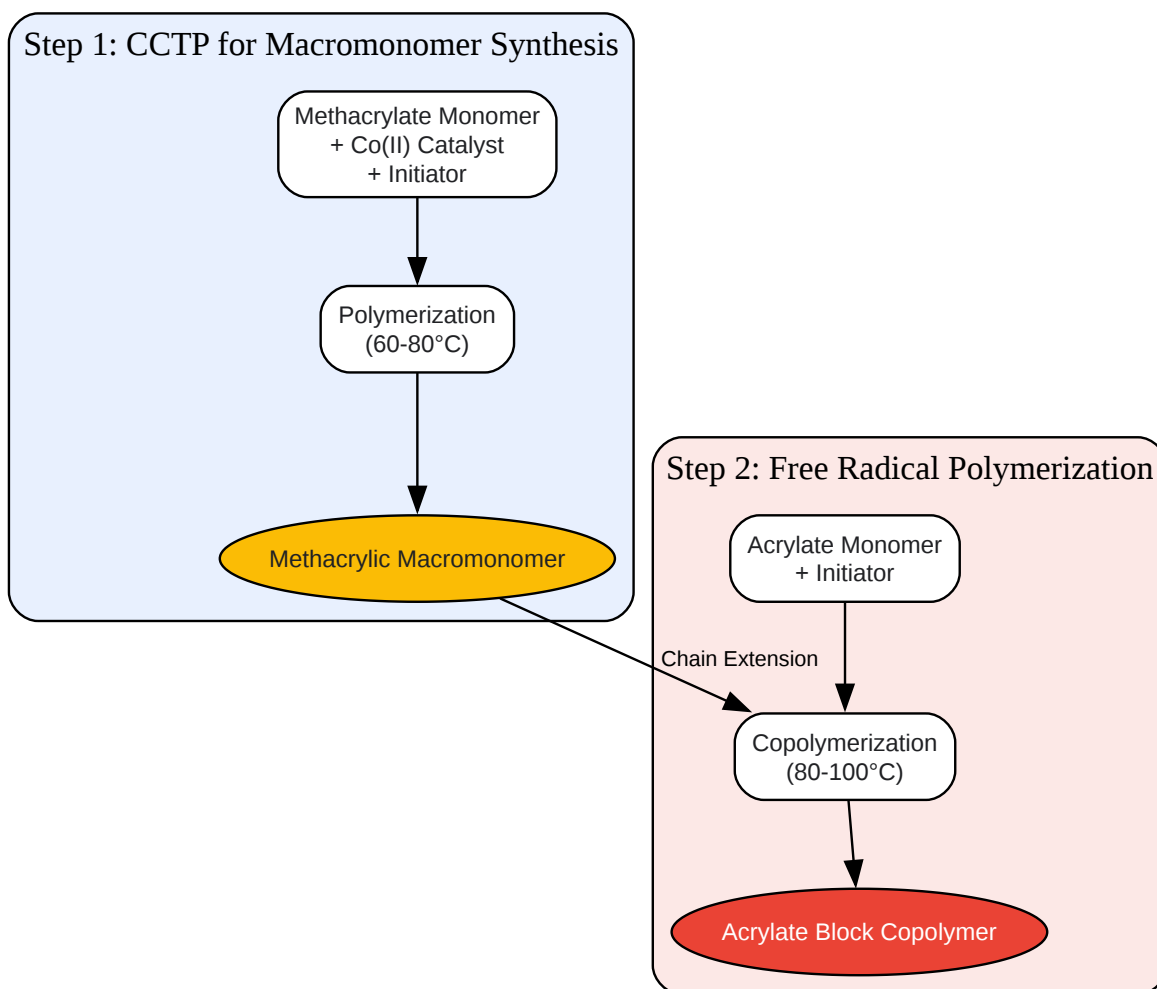 Step 1: CCTP for Macromonomer Synthesis
Methacrylate Monomer
+ Co(II) Catalyst
+ Initiator
Polymerization
(60-80°C)
Methacrylic Macromonomer
Chain Extension
Step 2: Free Radical Polymerization
Acrylate Monomer
+ Initiator
Copolymerization
(80-100°C)
Acrylate Block Copolymer